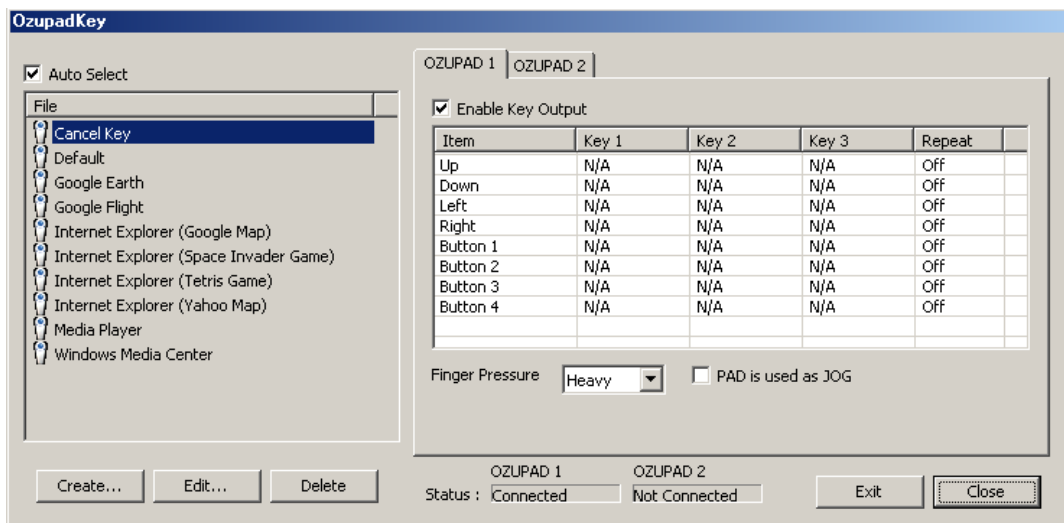 OzupadKey
Auto Select
File
Cancel Key
Default
Google Earth
Google Flight
Internet Explorer (Google Map)
Internet Explorer (Space Invader Game)
Internet Explorer (Tetris Game)
Internet Explorer (Yahoo Map)
Media Player
Windows Media Center
Create... Edit... Delete
OZUPAD 1 OZUPAD 2
Enable Key Output
Item Key 1 Key 2 Key 3 Repeat
Up N/A N/A N/A Off
Down N/A N/A N/A Off
Left N/A N/A N/A Off
Right N/A N/A N/A Off
Button 1 N/A N/A N/A Off
Button 2 N/A N/A N/A Off
Button 3 N/A N/A N/A Off
Button 4 N/A N/A N/A Off
Finger Pressure Heavy PAD is used as JOG
OZUPAD 1 OZUPAD 2
Status : Connected Not Connected
Exit Close